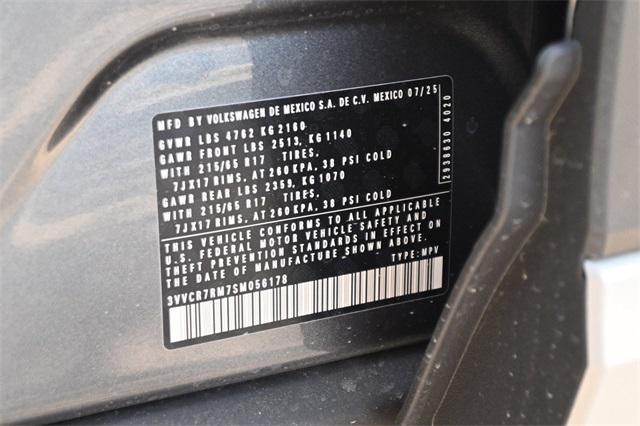 MFD BY VOLKSWAGEN DE MEXICO S.A. DE C.V. MEXICO 07/25
GVWR LBS 4762 KG 2160
GAWR FRONT LBS 2513, KG 1140
WITH 215/65 R17 TIRES,
7JX17 RIMS, AT 260 KPA, 38 PSI COLD
GAWR REAR LBS 2359, KG 1070
WITH 215/65 R17 TIRES,
7JX17 RIMS, AT 260 KPA, 38 PSI COLD
THIS VEHICLE CONFORMS TO ALL APPLICABLE
U.S. FEDERAL MOTOR VEHICLE SAFETY AND
THEFT PREVENTION STANDARDS IN EFFECT ON
DATE OF MANUFACTURE SHOWN ABOVE.
3VVCR7RM7SM056178 TYPE: MPV
2938630 4020